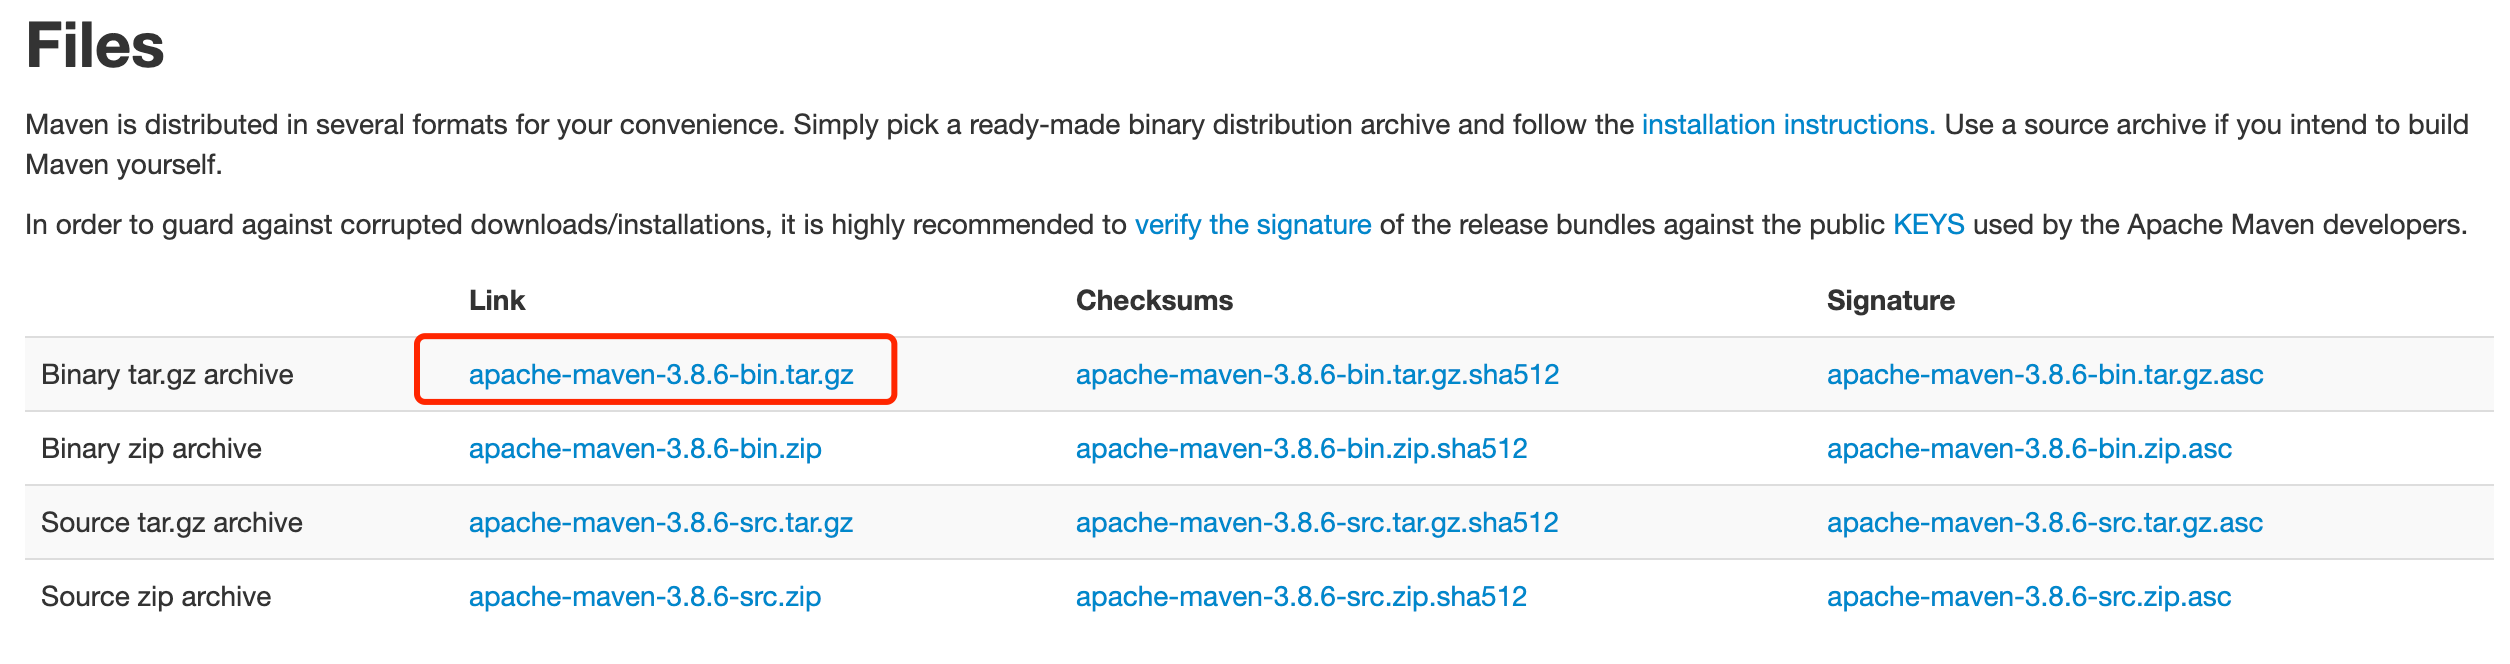 Files
Maven is distributed in several formats for your convenience. Simply pick a ready-made binary distribution archive and follow the installation instructions. Use a source archive if you intend to build
Maven yourself.
In order to guard against corrupted downloads/installations, it is highly recommended to verify the signature of the release bundles against the public KEYS used by the Apache Maven developers.
Link Checksums Signature
Binary tar.gz archive apache-maven-3.8.6-bin.tar.gz apache-maven-3.8.6-bin.tar.gz.sha512 apache-maven-3.8.6-bin.tar.gz.asc
Binary zip archive apache-maven-3.8.6-bin.zip apache-maven-3.8.6-bin.zip.sha512 apache-maven-3.8.6-bin.zip.asc
Source tar.gz archive apache-maven-3.8.6-src.tar.gz apache-maven-3.8.6-src.tar.gz.sha512 apache-maven-3.8.6-src.tar.gz.asc
Source zip archive apache-maven-3.8.6-src.zip apache-maven-3.8.6-src.zip.sha512 apache-maven-3.8.6-src.zip.asc